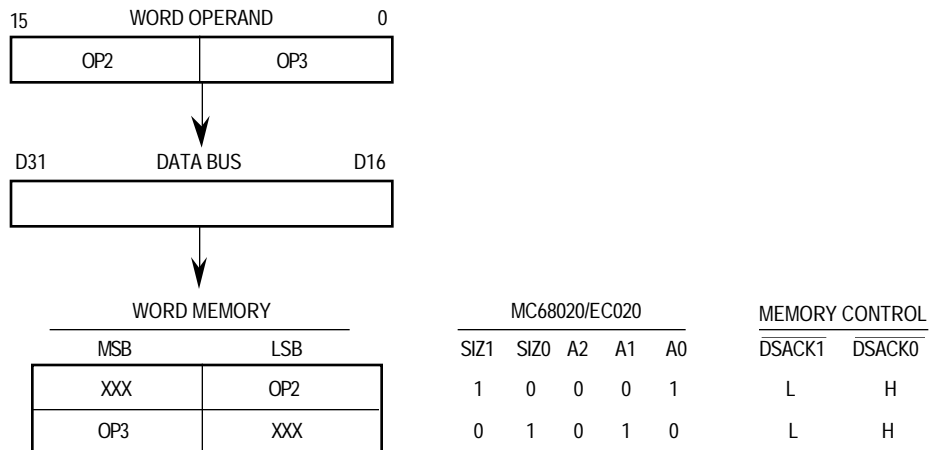 15 WORD OPERAND 0
OP2 OP3
D31 DATA BUS D16
WORD MEMORY MC68020/EC020 MEMORY CONTROL
MSB LSB SIZ1 SIZ0 A2 A1 A0 DSACK1 DSACK0
XXX OP2 1 0 0 0 1 L H
OP3 XXX 0 1 0 1 0 L H